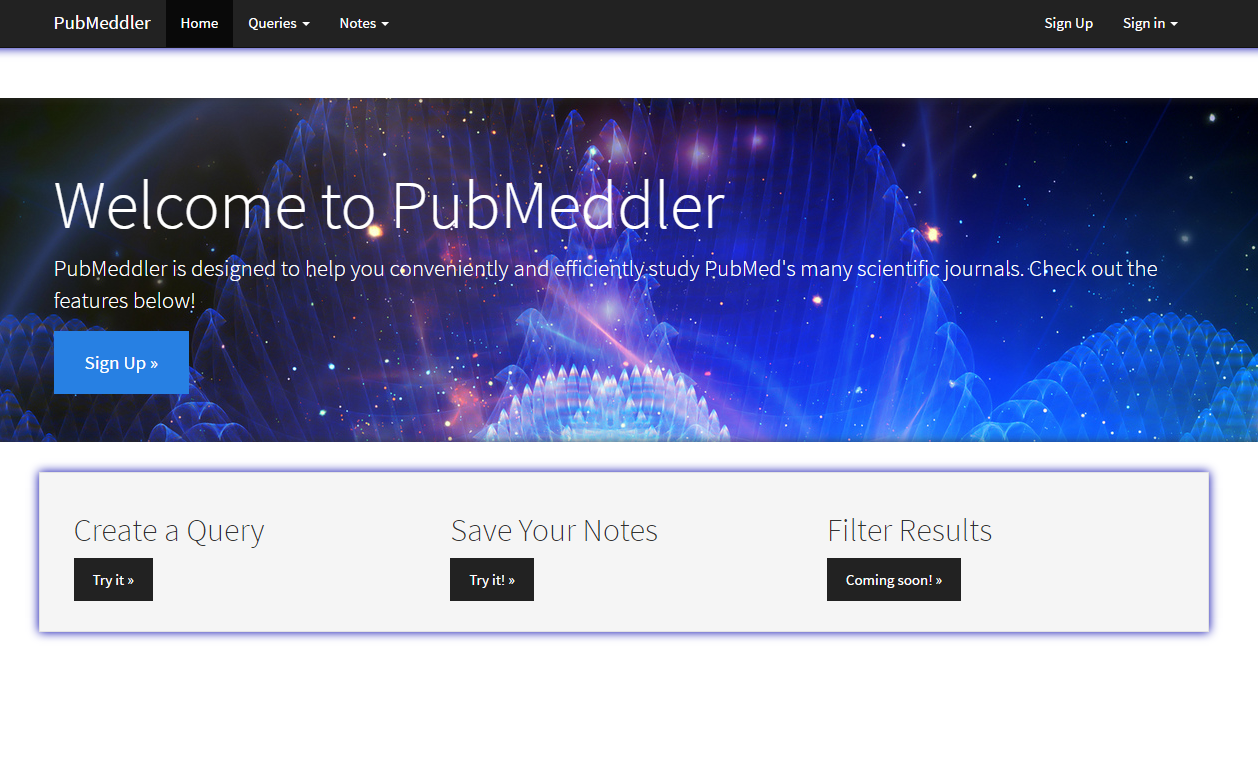 PubMeddler Home Queries Notes Sign Up Sign in
Welcome to PubMeddler
PubMeddler is designed to help you conveniently and efficiently study PubMed's many scientific journals. Check out the
features below!
Sign Up »
Create a Query Save Your Notes Filter Results
Try it » Try it! » Coming soon! »